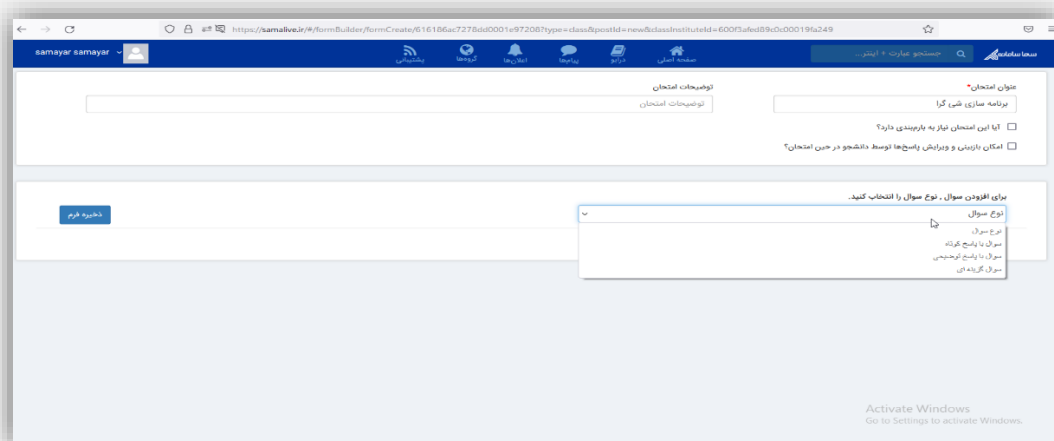 https://samalive.ir/#/formBuilder/formCreate/616186ac7278dd0001e97208?type=class&postId=new&classInstituteId=600f3afed89c0c00019fa249
سما سامانه
جستجو عبارت + اینتر...
صفحه اصلی
درایو
پیام‌ها
اعلان‌ها
گروه‌ها
پشتیبانی
samayar samayar
عنوان امتحان*
توضیحات امتحان
برنامه سازی شی گرا
توضیحات امتحان
آیا این امتحان نیاز به بارم‌بندی دارد؟
امکان بازبینی و ویرایش پاسخ‌ها توسط دانشجو در حین امتحان؟
برای افزودن سوال , نوع سوال را انتخاب کنید.
نوع سوال
ذخیره فرم
نوع سوال
سوال با پاسخ کوتاه
سوال با پاسخ توضیحی
سوال گزینه ای
Activate Windows
Go to Settings to activate Windows.